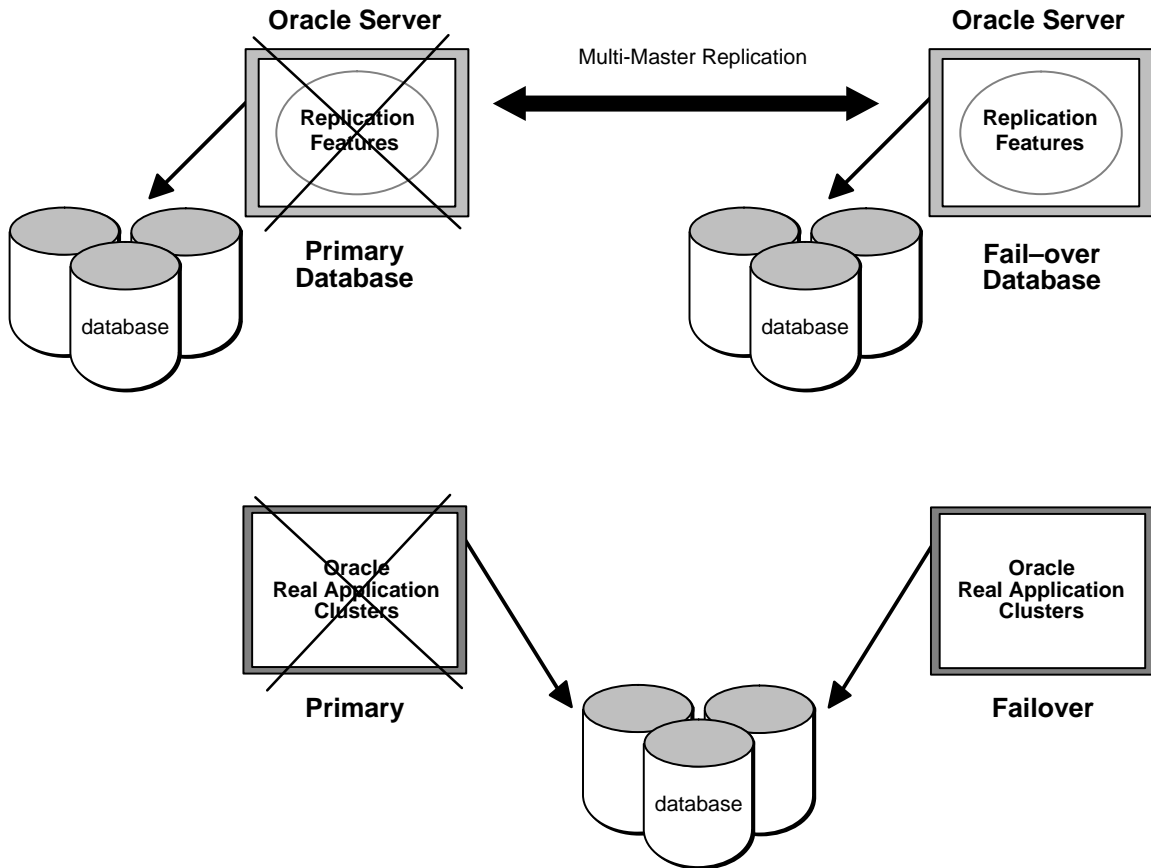 Oracle Server
Oracle Server
Multi-Master Replication
Replication
Features
Replication
Features
Primary
Database
Fail–over
Database
database
database
Oracle
Real Application
Clusters
Oracle
Real Application
Clusters
Primary
Failover
database